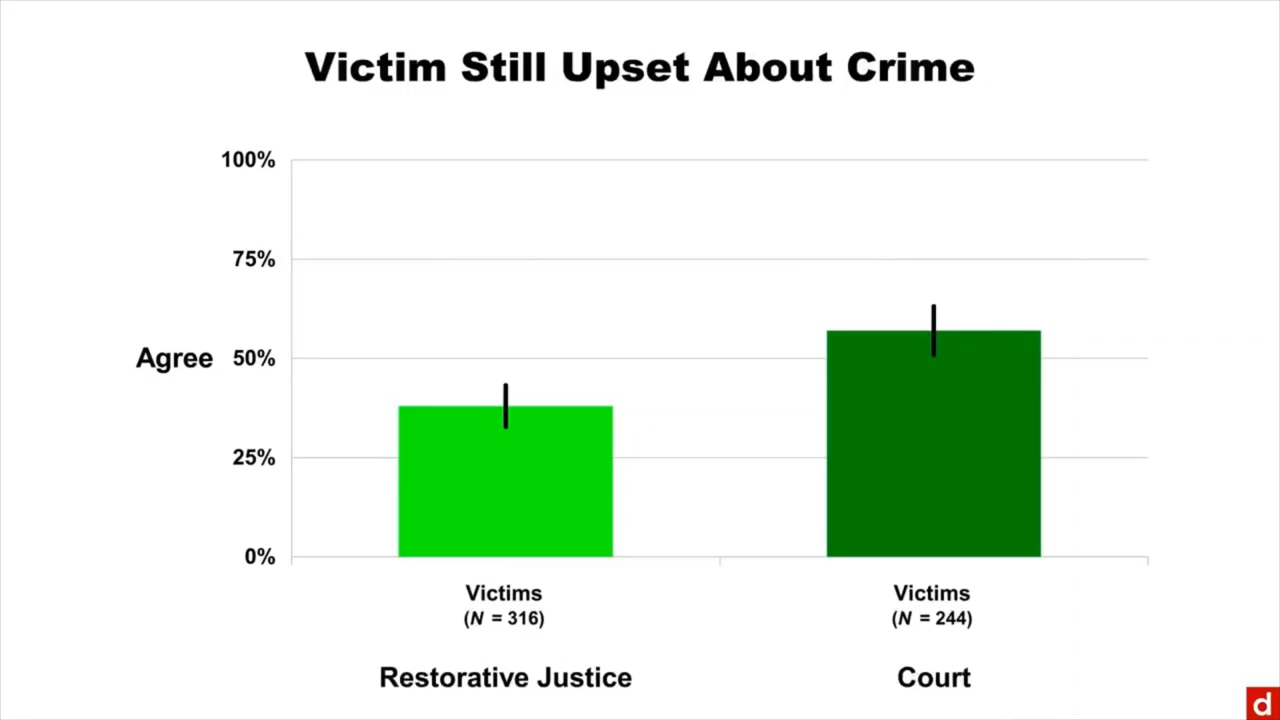 Victim Still Upset About Crime
100%
75%
Agree 50%
25%
0%
Victims
(N = 316)
Victims
(N = 244)
Restorative Justice
Court
d